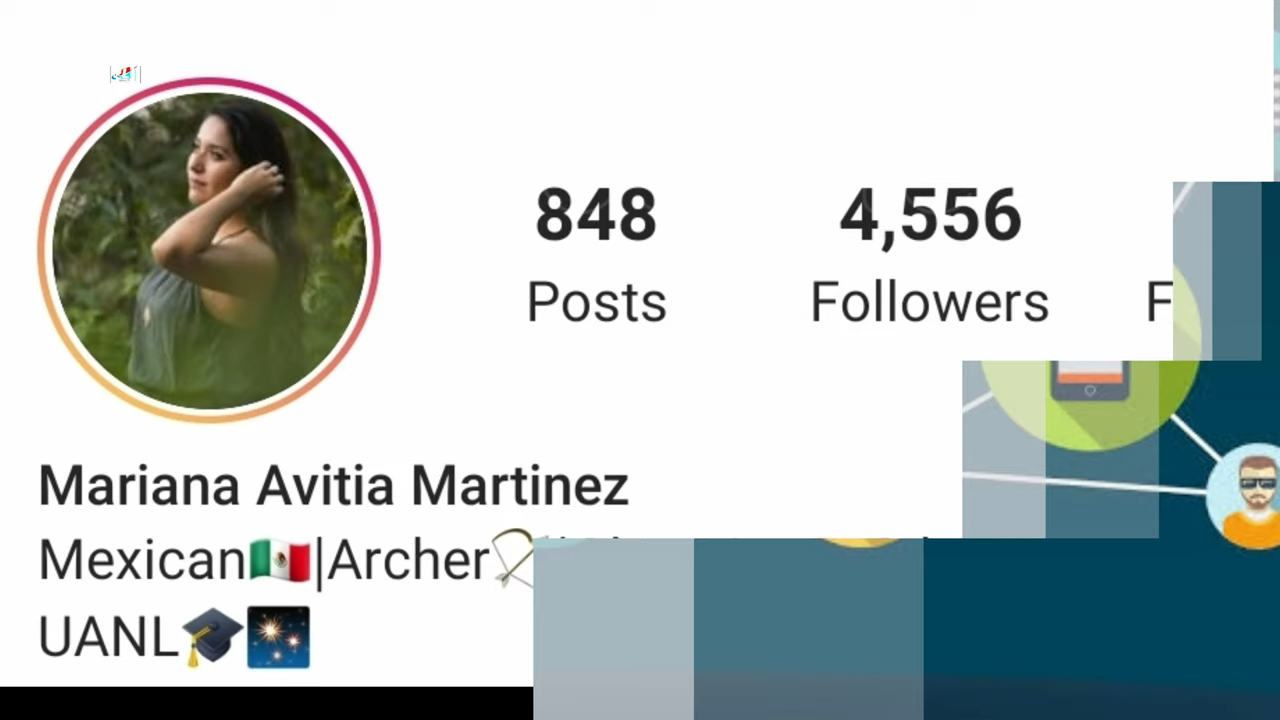 848 4,556
Posts Followers F
Mariana Avitia Martinez
Mexican🇲🇽|Archer🏹
UANL🎓🎇